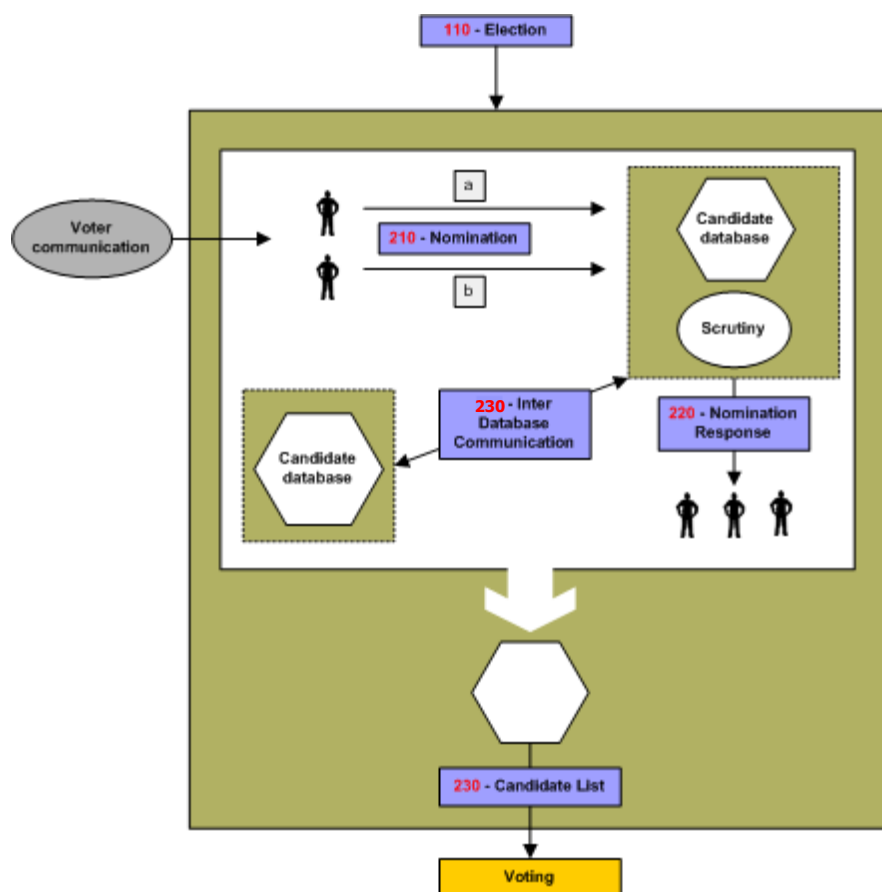 110 - Election
a
Voter
communication
210 - Nomination
Candidate
database
b
Scrutiny
230 - Inter
Database
Communication
220 - Nomination
Response
Candidate
database
230 - Candidate List
Voting